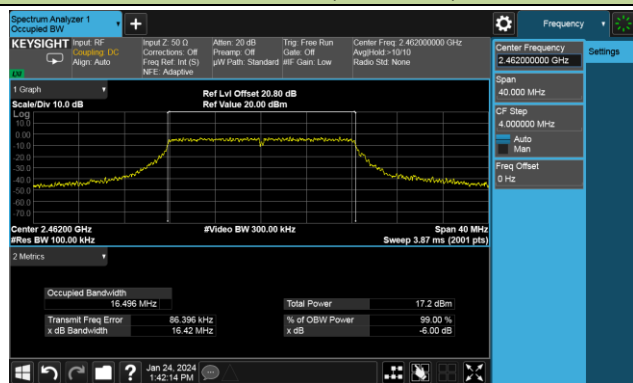 Spectrum Analyzer 1
Occupied BW
Frequency
KEYSIGHT
Input: RF
Coupling: DC
Align: Auto
Input Z: 50 Ω
Corrections: Off
Freq Ref: Int (S)
NFE: Adaptive
Atten: 20 dB
Preamp: Off
µW Path: Standard
Trig: Free Run
Gate: Off
#IF Gain: Low
Center Freq: 2.462000000 GHz
Avg|Hold:>10/10
Radio Std: None
LV
1 Graph
Scale/Div 10.0 dB
Ref Lvl Offset 20.80 dB
Ref Value 20.00 dBm
Log
10.0
0.00
-10.0
-20.0
-30.0
-40.0
-50.0
-60.0
-70.0
Center 2.46200 GHz
#Res BW 100.00 kHz
#Video BW 300.00 kHz
Span 40 MHz
Sweep 3.87 ms (2001 pts)
2 Metrics
Occupied Bandwidth
16.496 MHz
Total Power 17.2 dBm
Transmit Freq Error 86.396 kHz
% of OBW Power 99.00 %
x dB Bandwidth 16.42 MHz
x dB -6.00 dB
Center Frequency
2.462000000 GHz
Settings
Span
40.000 MHz
CF Step
4.000000 MHz
Auto
Man
Freq Offset
0 Hz
?
Jan 24, 2024
1:42:14 PM